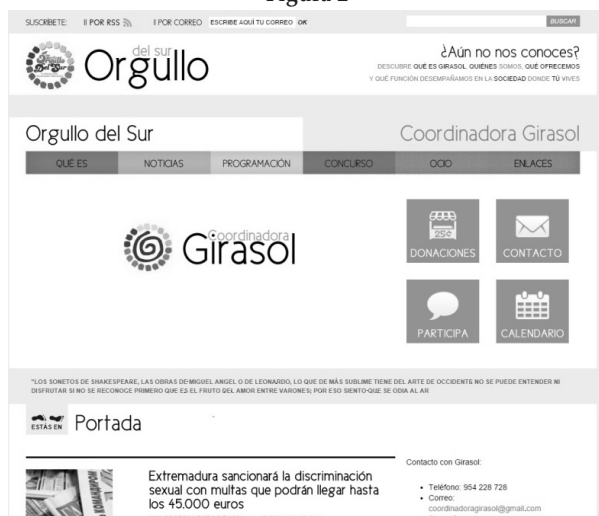 Figura 2
SUSCRÍBETE: || POR RSS || POR CORREO ESCRIBE AQUÍ TU CORREO OK BUSCAR
Orgullo del sur
¿Aún no nos conoces?
DESCUBRE QUÉ ES GIRASOL, QUIÉNES SOMOS, QUÉ OFRECEMOS
Y QUÉ FUNCIÓN DESEMPAÑAMOS EN LA SOCIEDAD DONDE TÚ VIVES
Orgullo del Sur Coordinadora Girasol
QUÉ ES NOTICIAS PROGRAMACIÓN CONCURSO OCIO ENLACES
Coordinadora
Girasol
25¢
DONACIONES CONTACTO
PARTICIPA CALENDARIO
"LOS SONETOS DE SHAKESPEARE, LAS OBRAS DE MIGUEL ANGEL O DE LEONARDO, LO QUE DE MÁS SUBLIME TIENE DEL ARTE DE OCCIDENTE NO SE PUEDE ENTENDER NI
DISFRUTAR SI NO SE RECONOCE PRIMERO QUE ES EL FRUTO DEL AMOR ENTRE VARONES; POR ESO SIENTO QUE SE ODIA AL AR
ESTÁS EN Portada
Extremadura sancionará la discriminación
sexual con multas que podrán llegar hasta
los 45.000 euros
Contacto con Girasol:
• Teléfono: 954 228 728
• Correo:
coordinadoragirasol@gmail.com